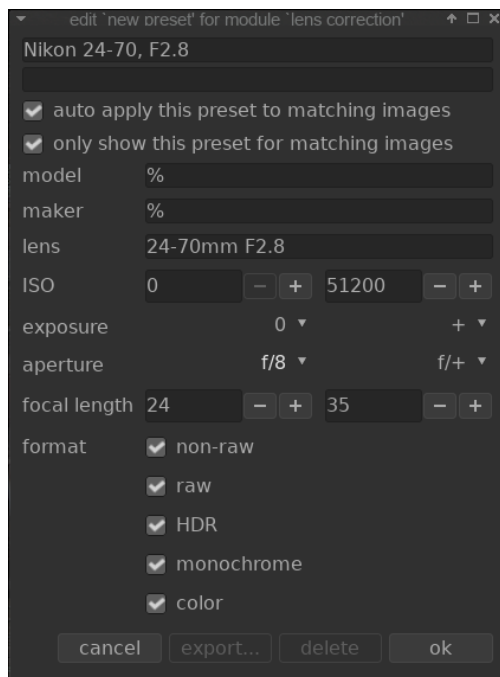 edit `new preset' for module `lens correction'
Nikon 24-70, F2.8
auto apply this preset to matching images
only show this preset for matching images
model %
maker %
lens 24-70mm F2.8
ISO 0 − + 51200 − +
exposure 0 ▾ + ▾
aperture f/8 ▾ f/+ ▾
focal length 24 − + 35 − +
format non-raw
raw
HDR
monochrome
color
cancel export... delete ok